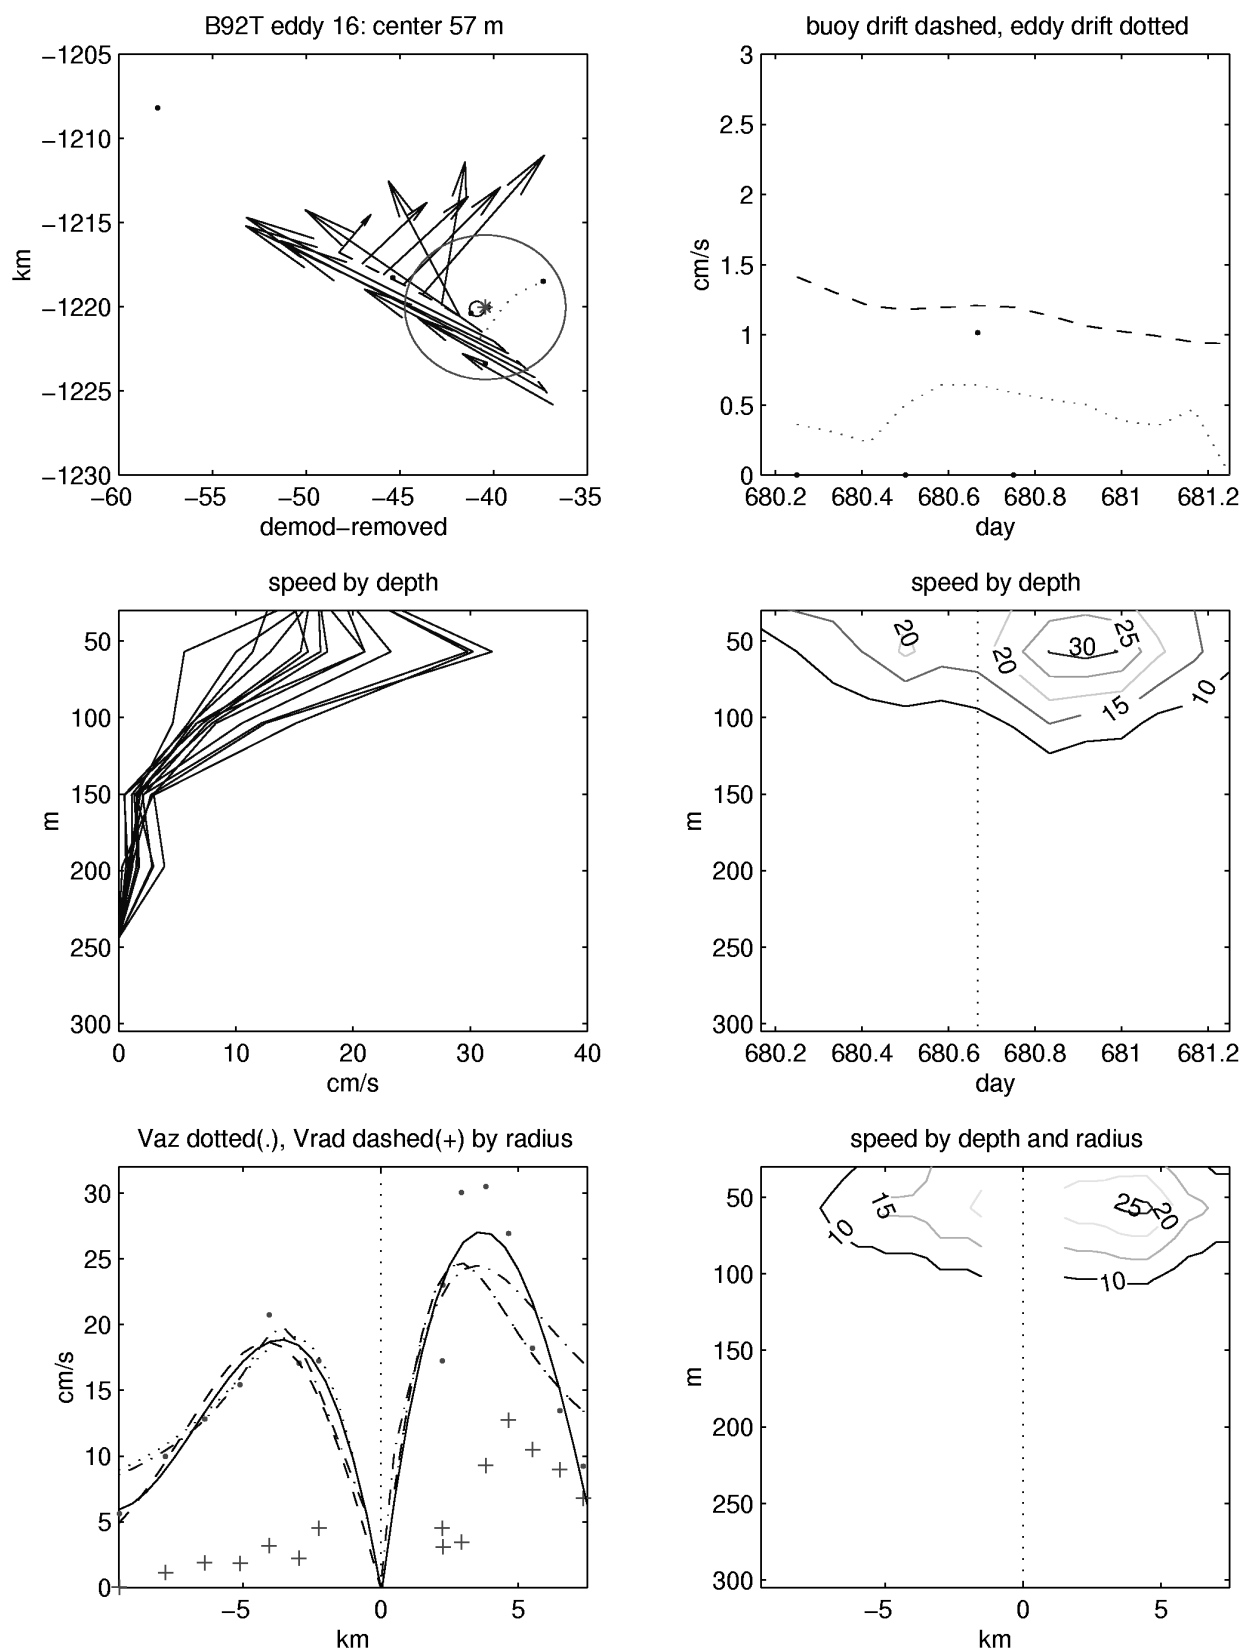 B92T eddy 16: center 57 m
−1205
−1210
−1215
−1220
−1225
−1230
km
−60 −55 −50 −45 −40 −35
demod−removed
buoy drift dashed, eddy drift dotted
3
2.5
2
1.5
1
0.5
0
cm/s
680.2 680.4 680.6 680.8 681 681.2
day
speed by depth
50
100
150
200
250
300
m
0 10 20 30 40
cm/s
speed by depth
50
100
150
200
250
300
m
20 20 30 25 15 10
680.2 680.4 680.6 680.8 681 681.2
day
Vaz dotted(.), Vrad dashed(+) by radius
30
25
20
15
10
5
0
cm/s
−5 0 5
km
speed by depth and radius
50
100
150
200
250
300
m
10 15 25 20 10
−5 0 5
km